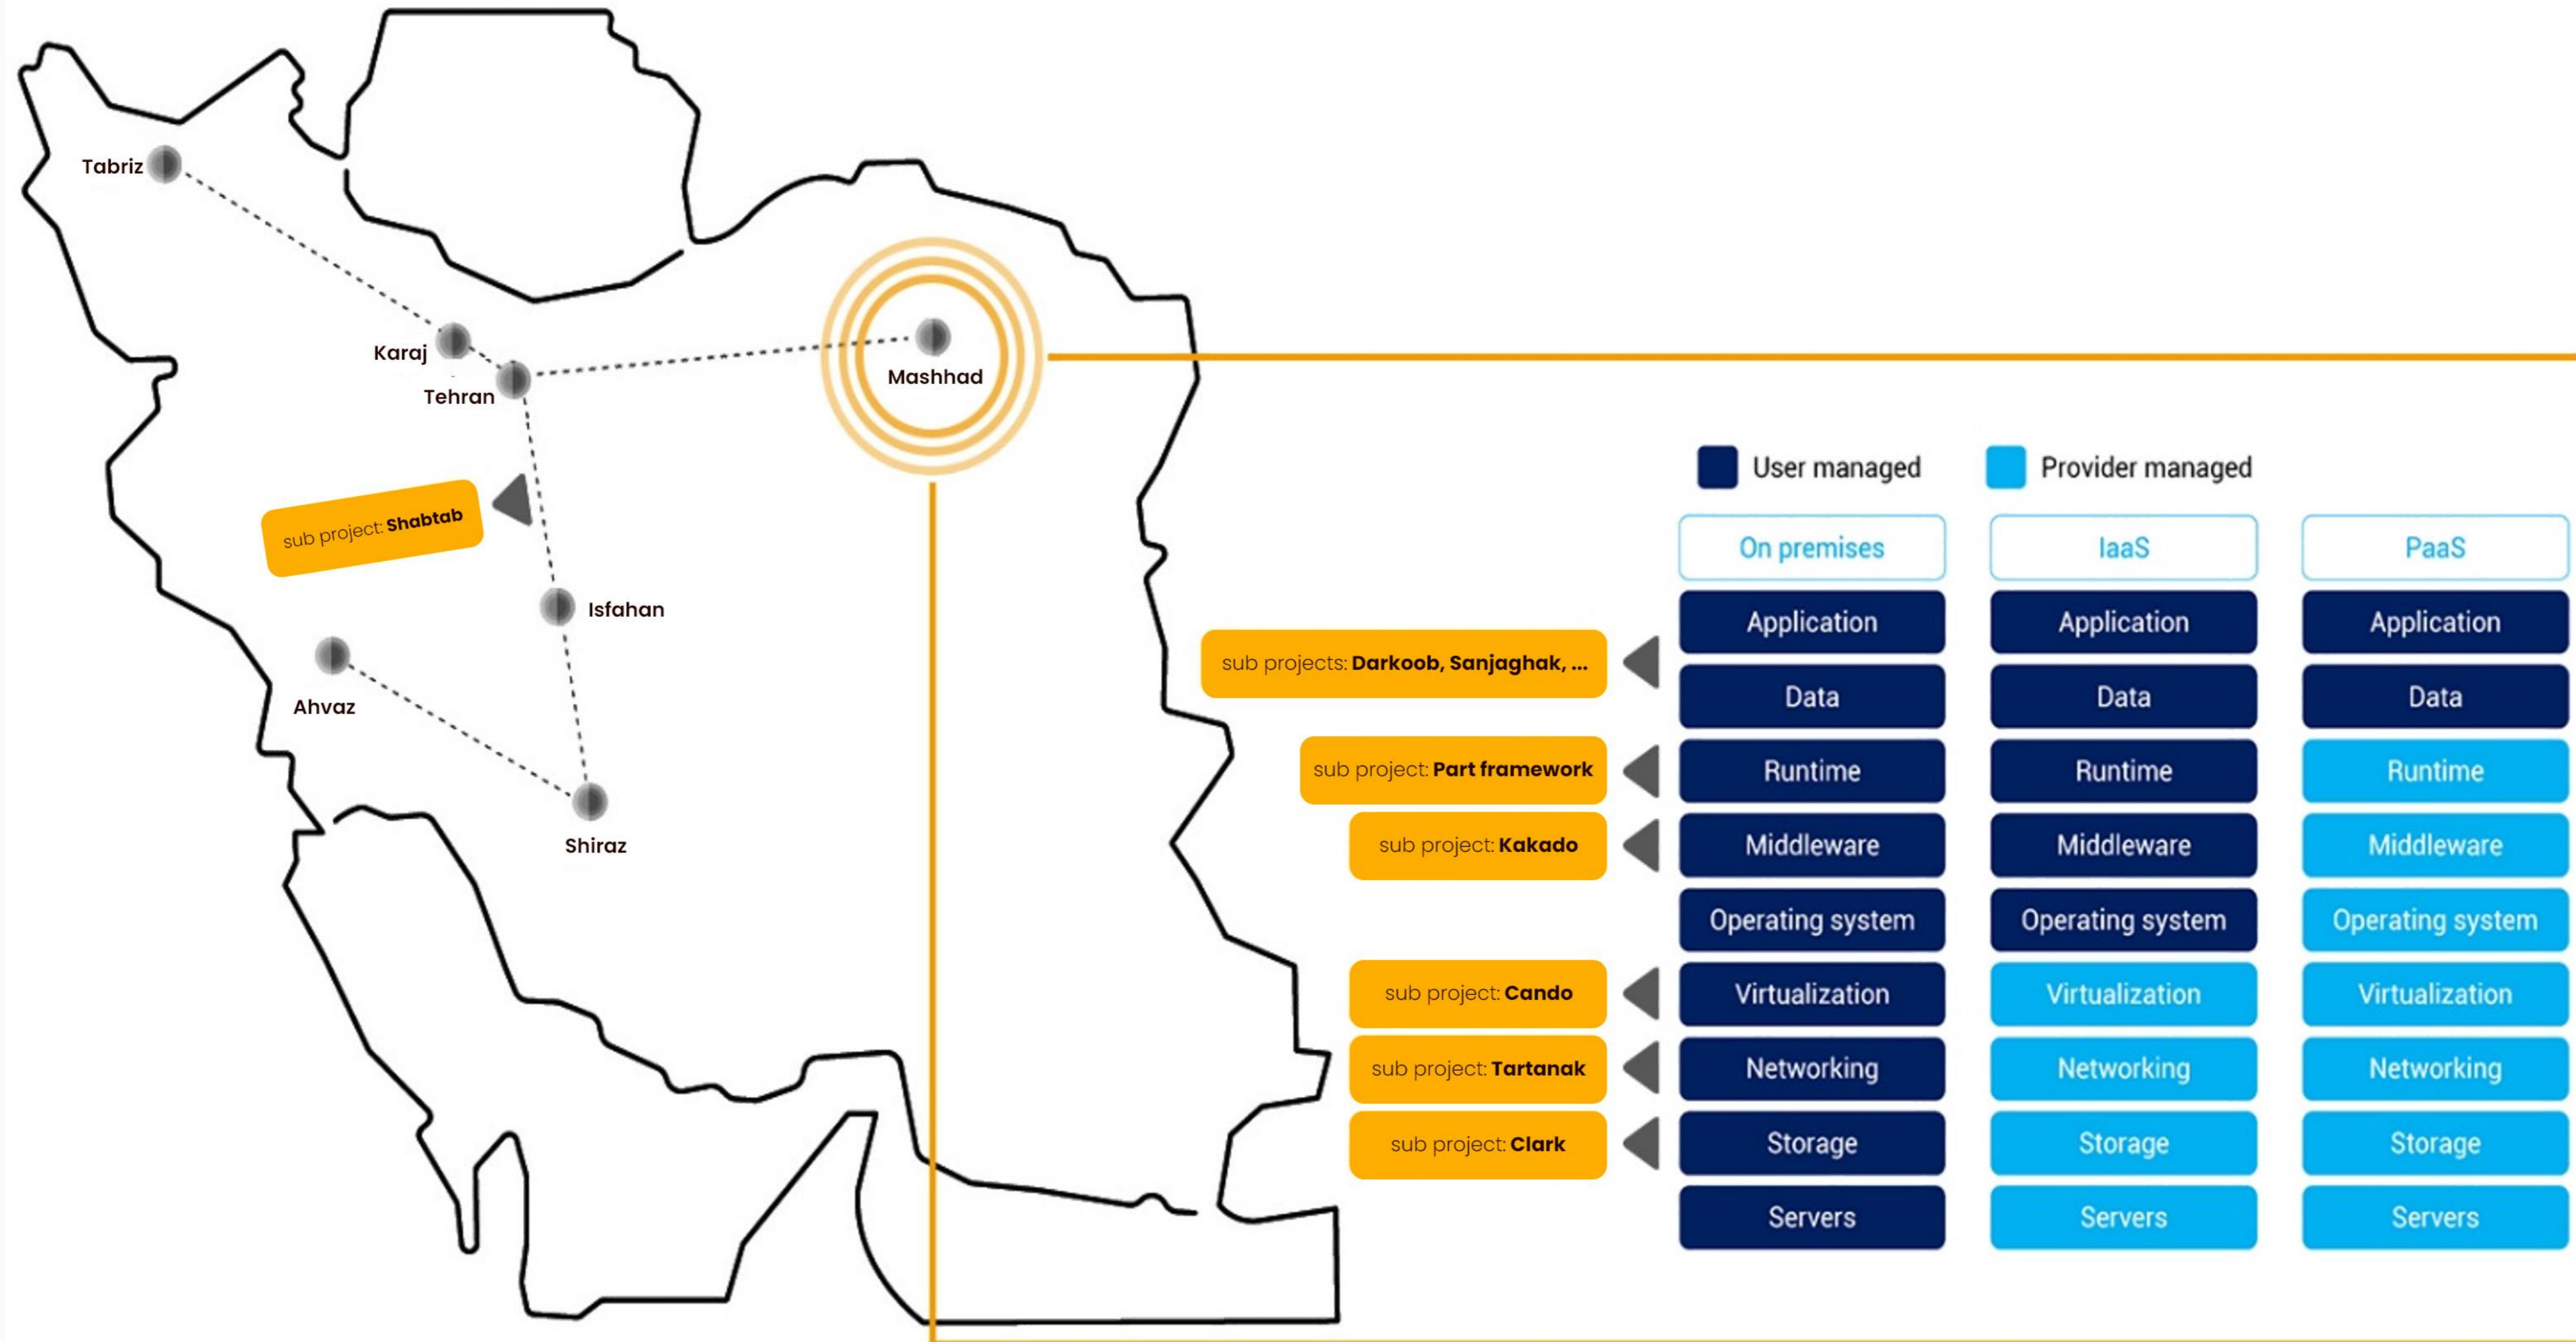 Tabriz
Karaj
Tehran
Mashhad
sub project: Shabtab
Isfahan
Ahvaz
Shiraz
User managed
Provider managed
On premises
IaaS
PaaS
sub projects: Darkoob, Sanjaghak, ...
Application
Application
Application
Data
Data
Data
sub project: Part framework
Runtime
Runtime
Runtime
sub project: Kakado
Middleware
Middleware
Middleware
Operating system
Operating system
Operating system
sub project: Cando
Virtualization
Virtualization
Virtualization
sub project: Tartanak
Networking
Networking
Networking
sub project: Clark
Storage
Storage
Storage
Servers
Servers
Servers